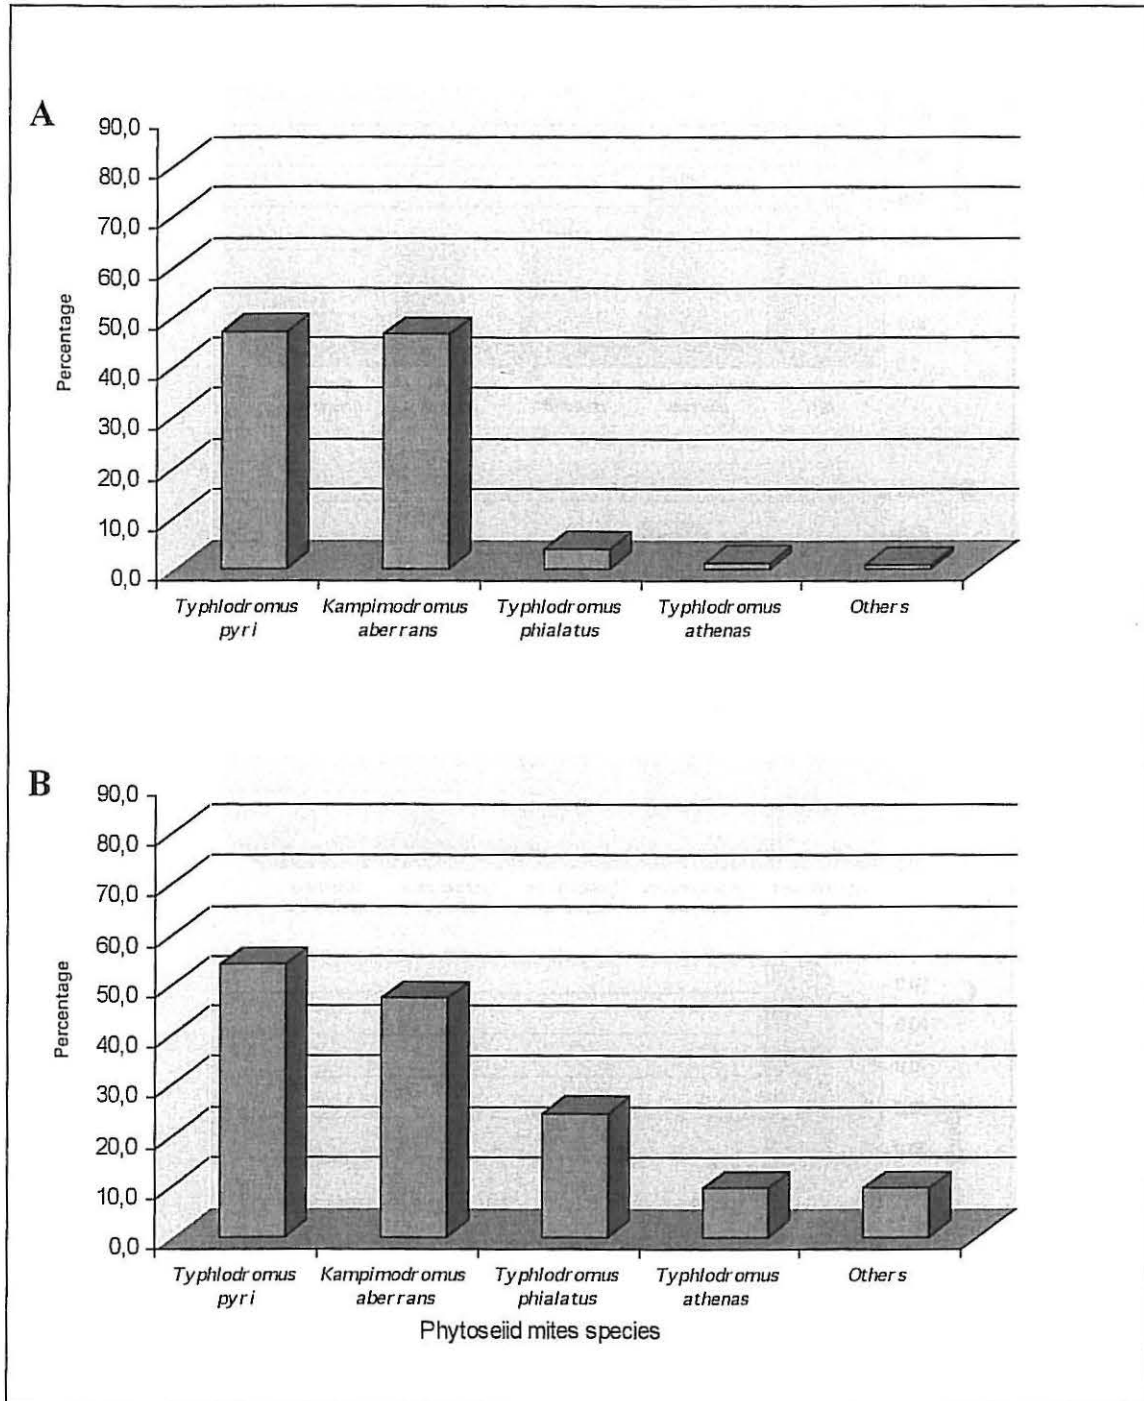 A
90,0
80,0
70,0
60,0
50,0
40,0
30,0
20,0
10,0
0,0
Percentage
Typhlodromus pyri
Kampimodromus aberrans
Typhlodromus phialatus
Typhlodromus athenas
Others
B
90,0
80,0
70,0
60,0
50,0
40,0
30,0
20,0
10,0
0,0
Percentage
Typhlodromus pyri
Kampimodromus aberrans
Typhlodromus phialatus
Typhlodromus athenas
Others
Phytoseiid mites species